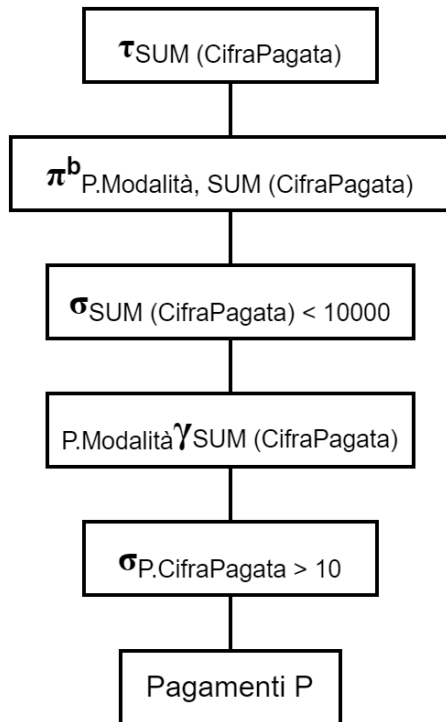 τSUM (CifraPagata)
πᵇP.Modalità, SUM (CifraPagata)
σSUM (CifraPagata) < 10000
P.ModalitàγSUM (CifraPagata)
σP.CifraPagata > 10
Pagamenti P